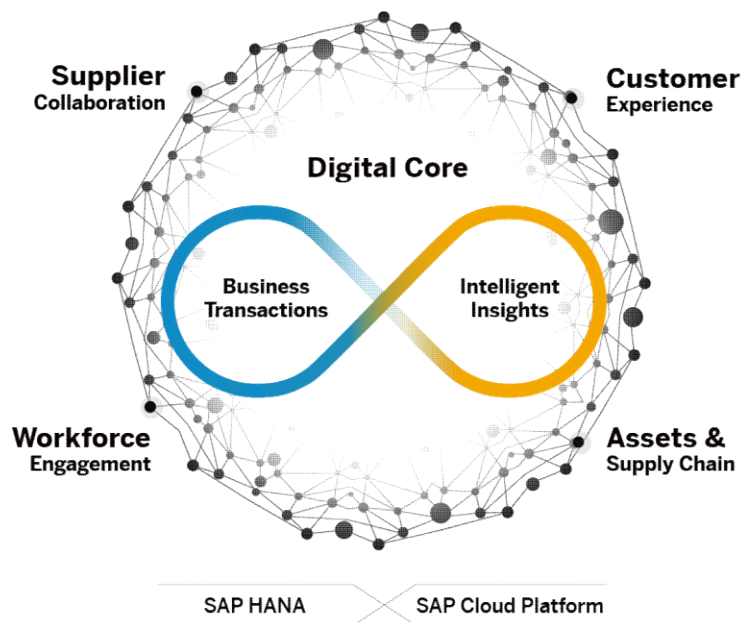 Supplier
Collaboration
Customer
Experience
Digital Core
Business
Transactions
Intelligent
Insights
Workforce
Engagement
Assets &
Supply Chain
SAP HANA
SAP Cloud Platform